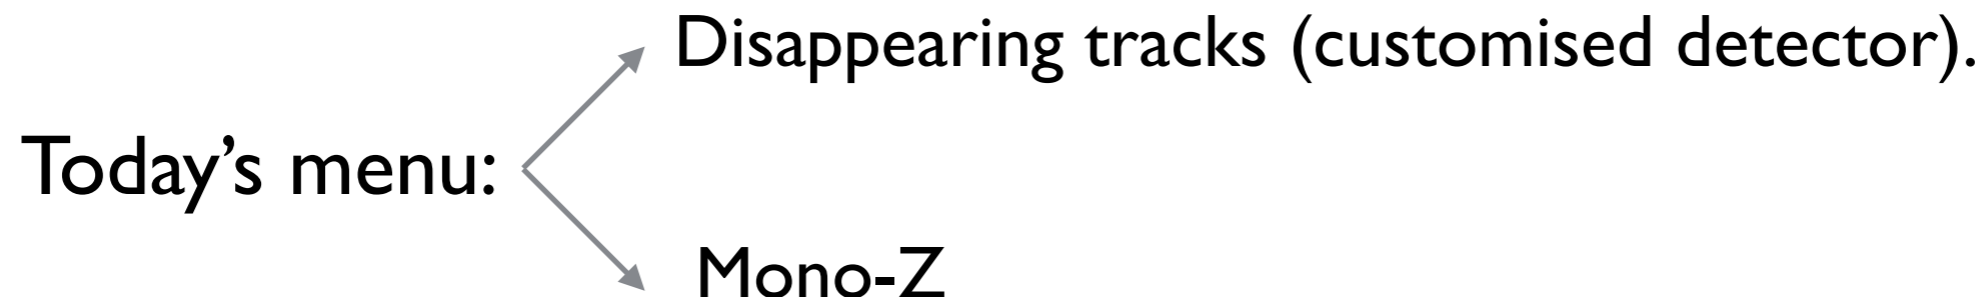 Disappearing tracks (customised detector).
Today’s menu:
Mono-Z